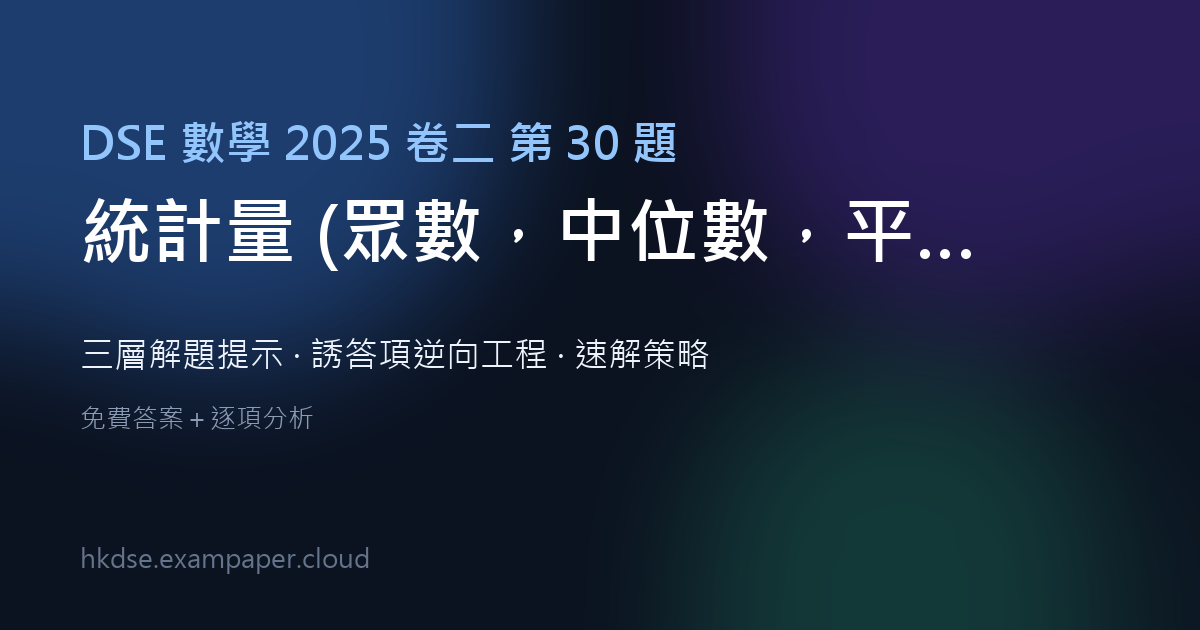 DSE 數學 2025 卷二 第 30 題
統計量 (眾數，中位數，平...
三層解題提示 · 誘答項逆向工程 · 速解策略
免費答案 + 逐項分析
hkdse.exampaper.cloud